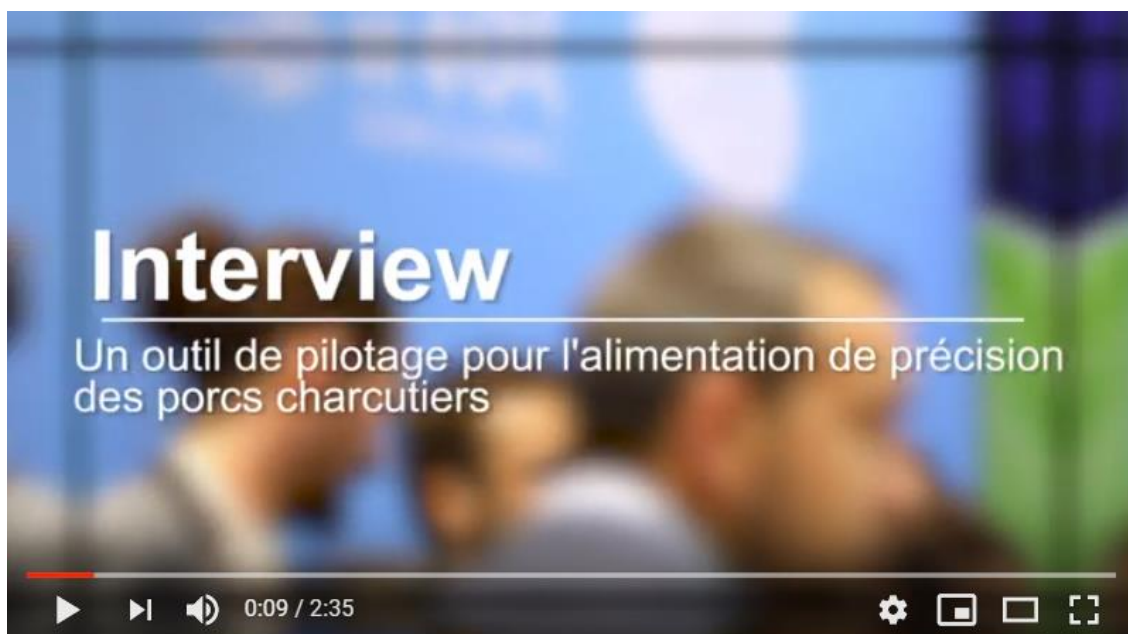 Interview
Un outil de pilotage pour l'alimentation de précision
des porcs charcutiers
0:09 / 2:35